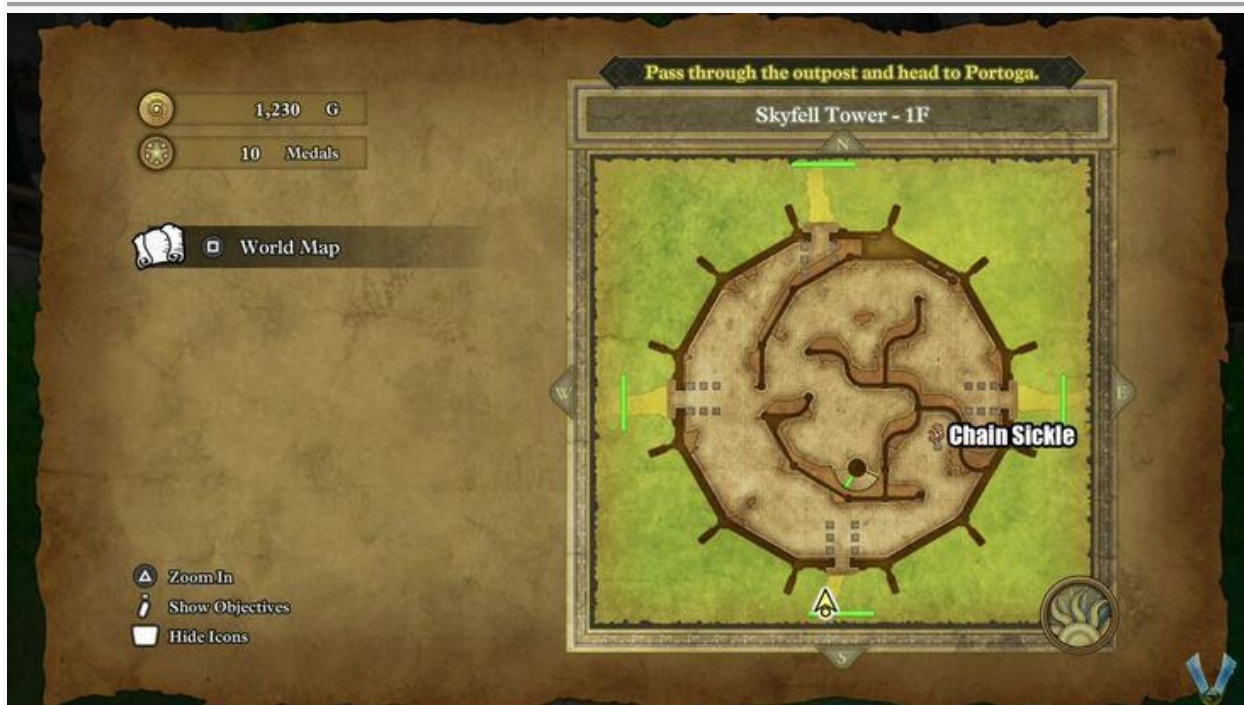 Pass through the outpost and head to Portoga.
1,230 G
Skyfell Tower - 1F
10 Medals
N
World Map
W
E
Chain Sickle
Zoom In
Show Objectives
Hide Icons
S